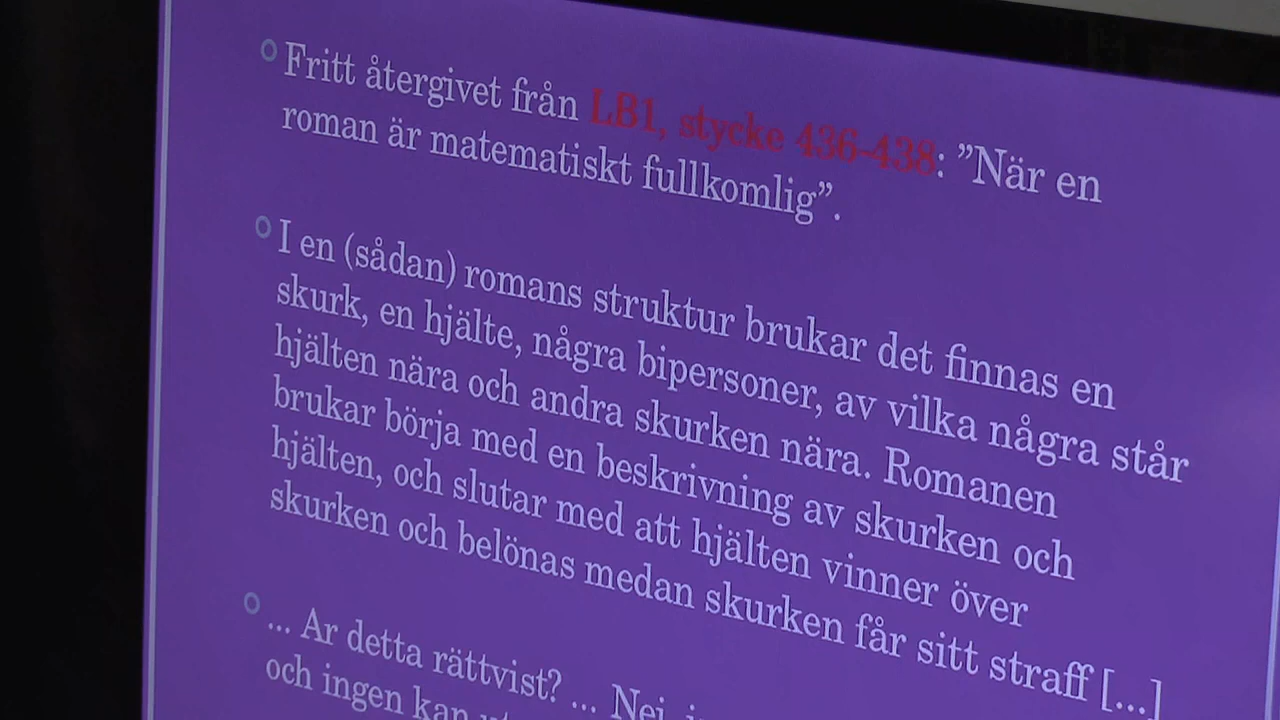 Fritt återgivet från LB1, stycke 436-438: ”När en
roman är matematiskt fullkomlig”.
I en (sådan) romans struktur brukar det finnas en
skurk, en hjälte, några bipersoner, av vilka några står
hjälten nära och andra skurken nära. Romanen
brukar börja med en beskrivning av skurken och
hjälten, och slutar med att hjälten vinner över
skurken och belönas medan skurken får sitt straff [...]
... Ar detta rättvist? ... Nej,
och ingen kan